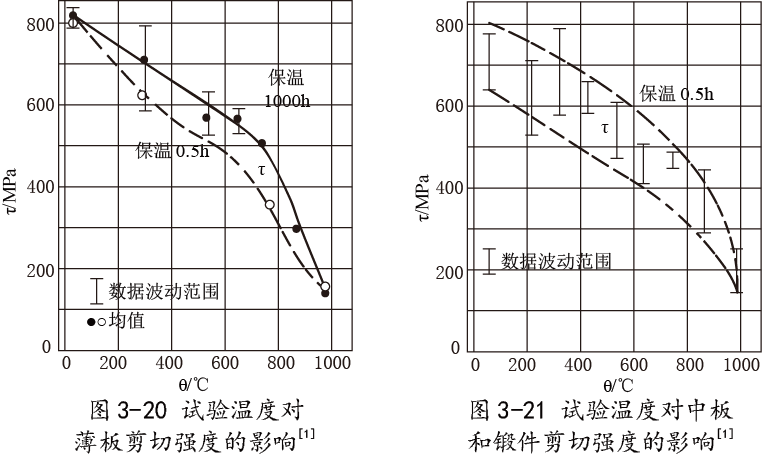 800
600
400
200
0
τ/MPa
0 200 400 600 800 1000
θ/℃
保温
1000h
保温 0.5h
τ
数据波动范围
均值
图 3-20 试验温度对
薄板剪切强度的影响[1]
800
600
400
200
0
τ/MPa
0 200 400 600 800 1000
θ/℃
保温 0.5h
τ
数据波动范围
图 3-21 试验温度对中板
和锻件剪切强度的影响[1]